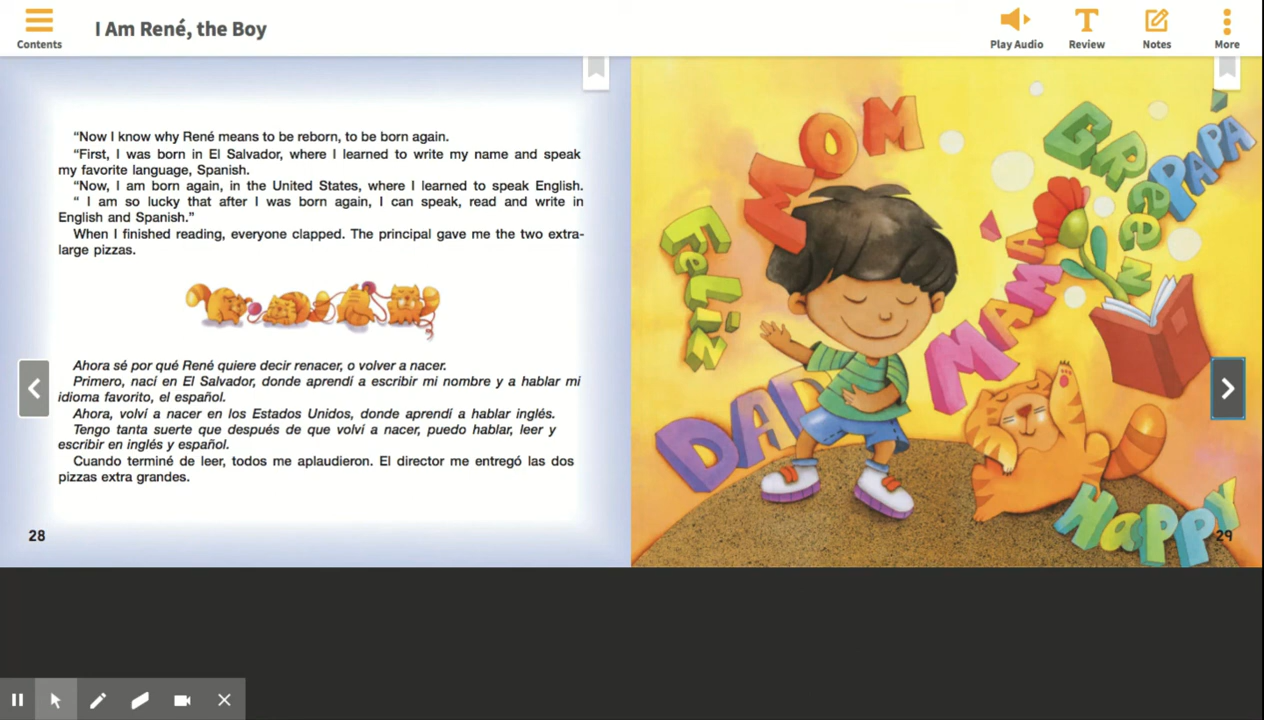 Contents
I Am René, the Boy
Play Audio
Review
Notes
More
“Now I know why René means to be reborn, to be born again.
“First, I was born in El Salvador, where I learned to write my name and speak
my favorite language, Spanish.
“Now, I am born again, in the United States, where I learned to speak English.
“ I am so lucky that after I was born again, I can speak, read and write in
English and Spanish.”
When I finished reading, everyone clapped. The principal gave me the two extra-
large pizzas.
Ahora sé por qué René quiere decir renacer, o volver a nacer.
Primero, nací en El Salvador, donde aprendí a escribir mi nombre y a hablar mi
idioma favorito, el español.
Ahora, volví a nacer en los Estados Unidos, donde aprendí a hablar inglés.
Tengo tanta suerte que después de que volví a nacer, puedo hablar, leer y
escribir en inglés y español.
Cuando terminé de leer, todos me aplaudieron. El director me entregó las dos
pizzas extra grandes.
28
MOM
GReeN
PAPÁ
FeLiz
MAMÁ
DAD
HaPPY
29